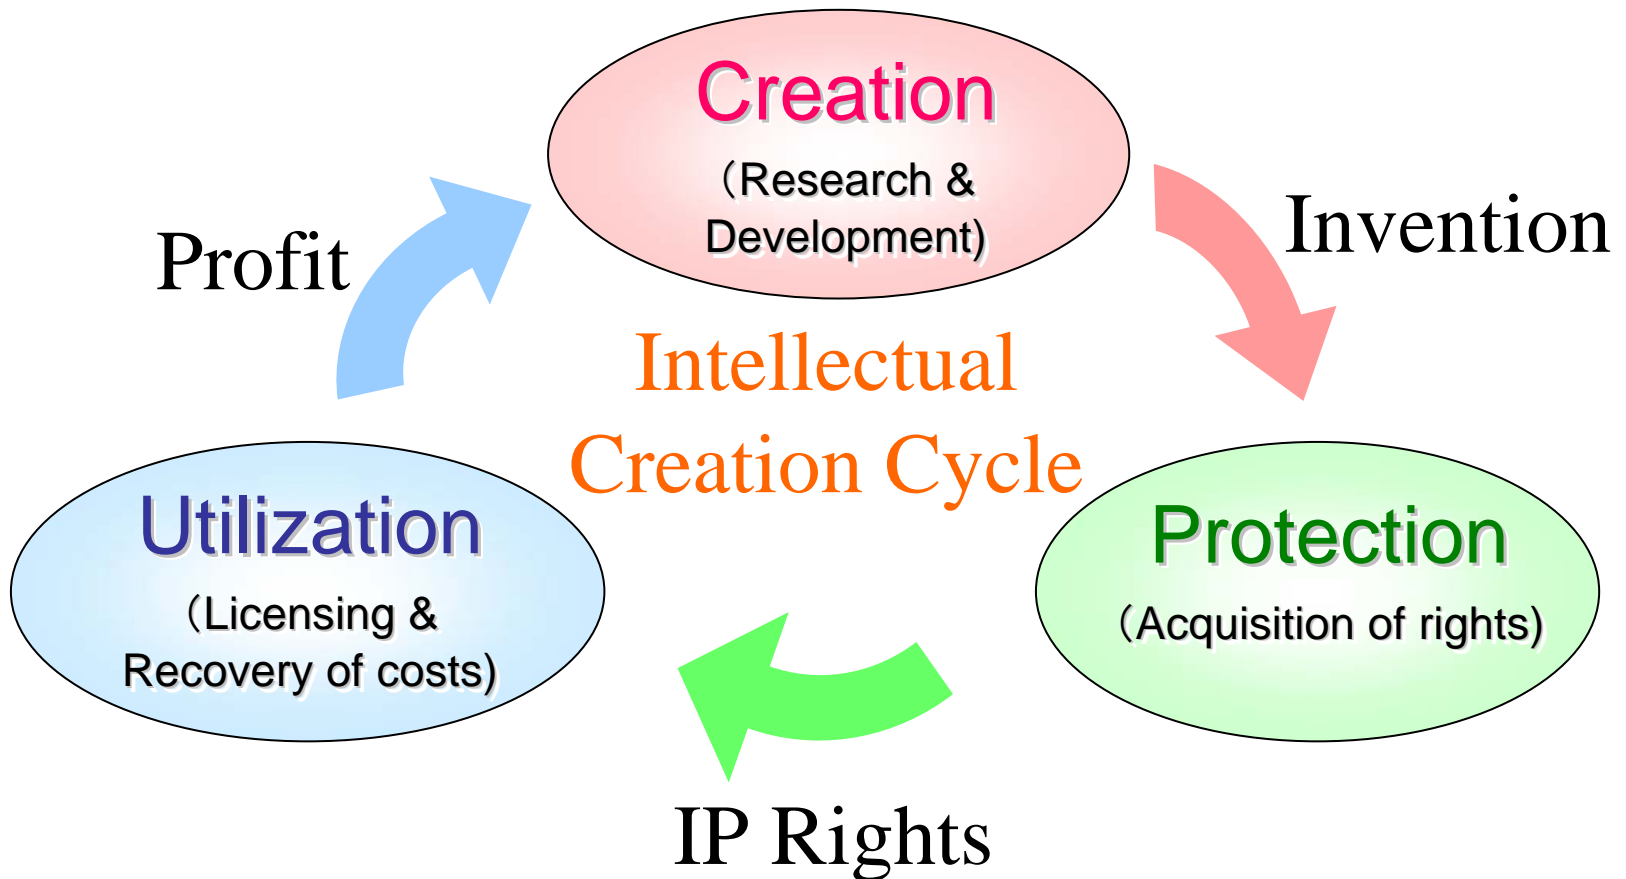 Creation
（Research &
Development)
Invention
Profit
Intellectual
Creation Cycle
Utilization
（Licensing &
Recovery of costs)
Protection
（Acquisition of rights)
IP Rights